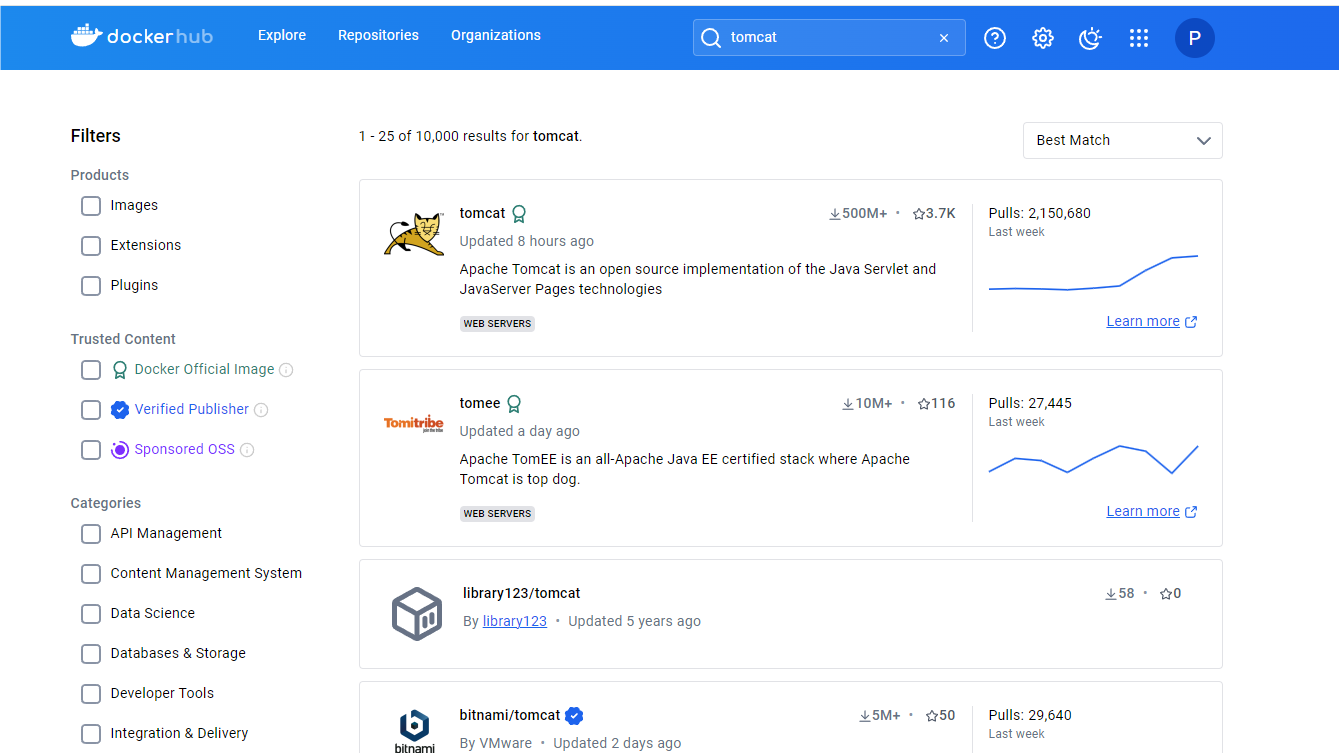 dockerhub
Explore
Repositories
Organizations
tomcat
P
Filters
Products
Images
Extensions
Plugins
Trusted Content
Docker Official Image
Verified Publisher
Sponsored OSS
Categories
API Management
Content Management System
Data Science
Databases & Storage
Developer Tools
Integration & Delivery
1 - 25 of 10,000 results for tomcat.
Best Match
tomcat
500M+ • 3.7K
Updated 8 hours ago
Apache Tomcat is an open source implementation of the Java Servlet and
JavaServer Pages technologies
WEB SERVERS
Pulls: 2,150,680
Last week
Learn more
Tomitribe
join the tribe
tomee
10M+ • 116
Updated a day ago
Apache TomEE is an all-Apache Java EE certified stack where Apache
Tomcat is top dog.
WEB SERVERS
Pulls: 27,445
Last week
Learn more
library123/tomcat
58 • 0
By library123 • Updated 5 years ago
bitnami
bitnami/tomcat
5M+ • 50
By VMware • Updated 2 days ago
Pulls: 29,640
Last week